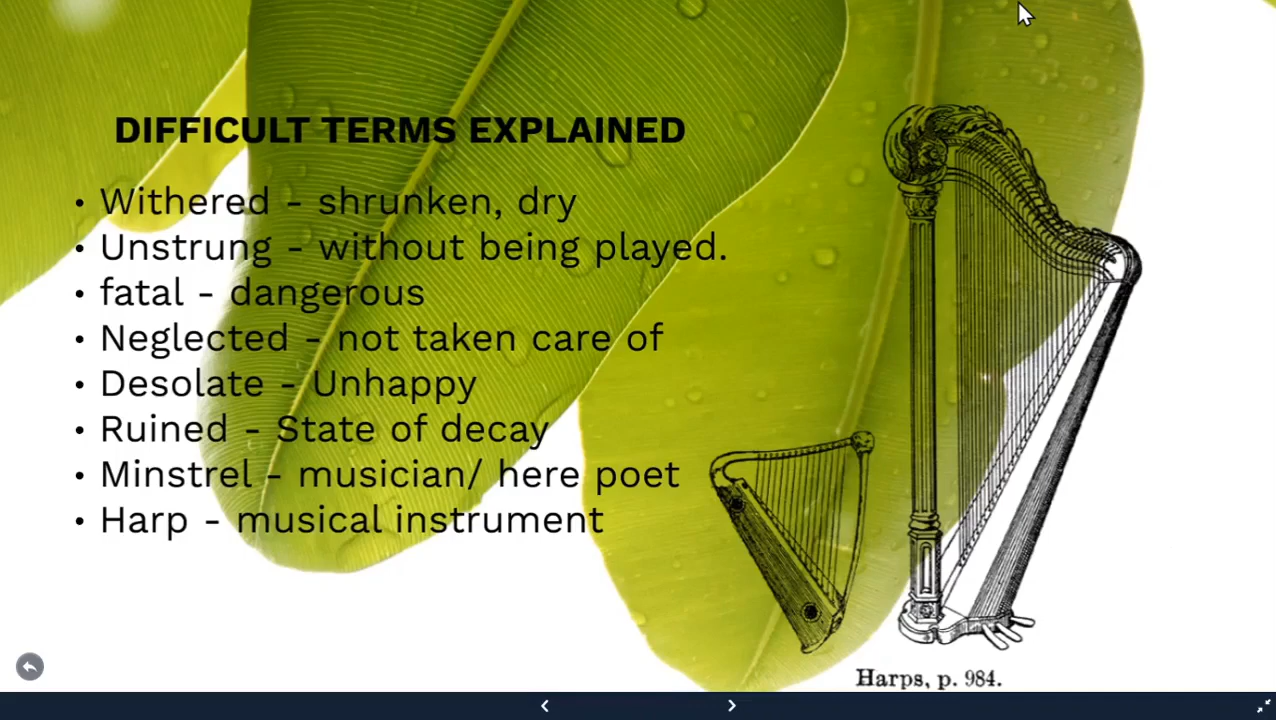 DIFFICULT TERMS EXPLAINED
• Withered - shrunken, dry
• Unstrung - without being played.
• fatal - dangerous
• Neglected - not taken care of
• Desolate - Unhappy
• Ruined - State of decay
• Minstrel - musician/ here poet
• Harp - musical instrument
Harps, p. 984.